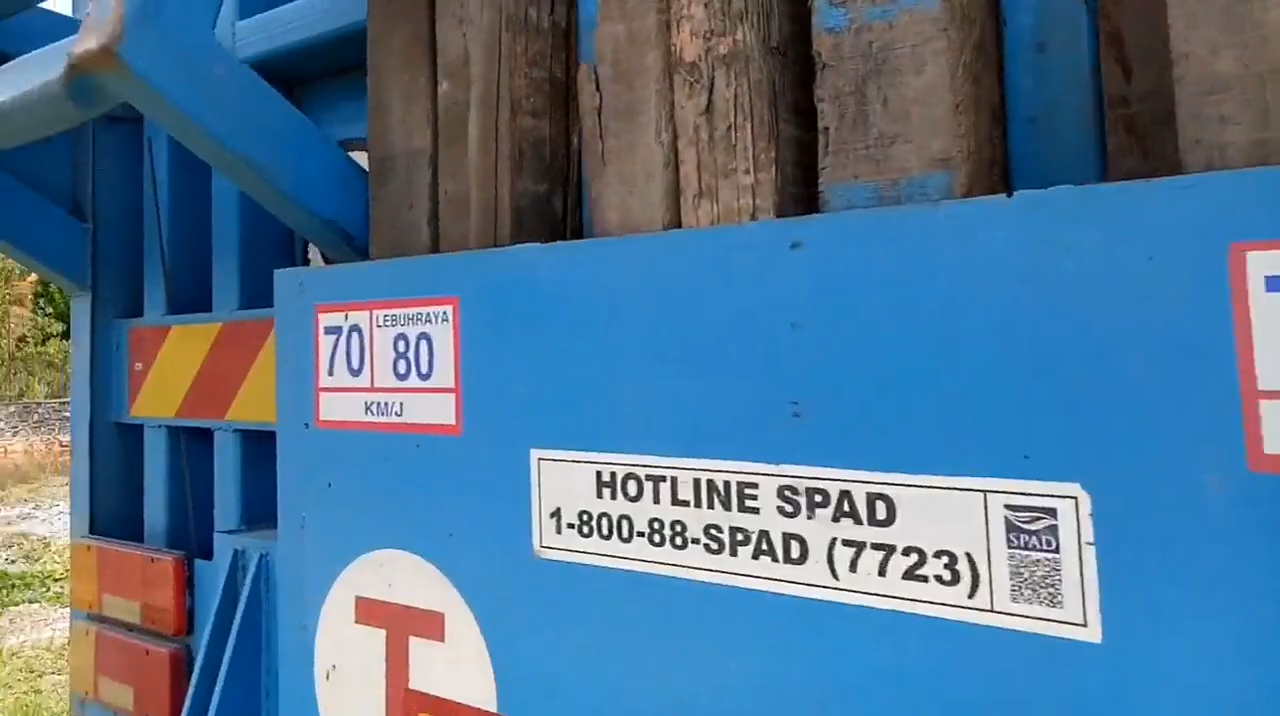 70
LEBUHRAYA
80
KM/J
HOTLINE SPAD
1-800-88-SPAD (7723)
SPAD
T